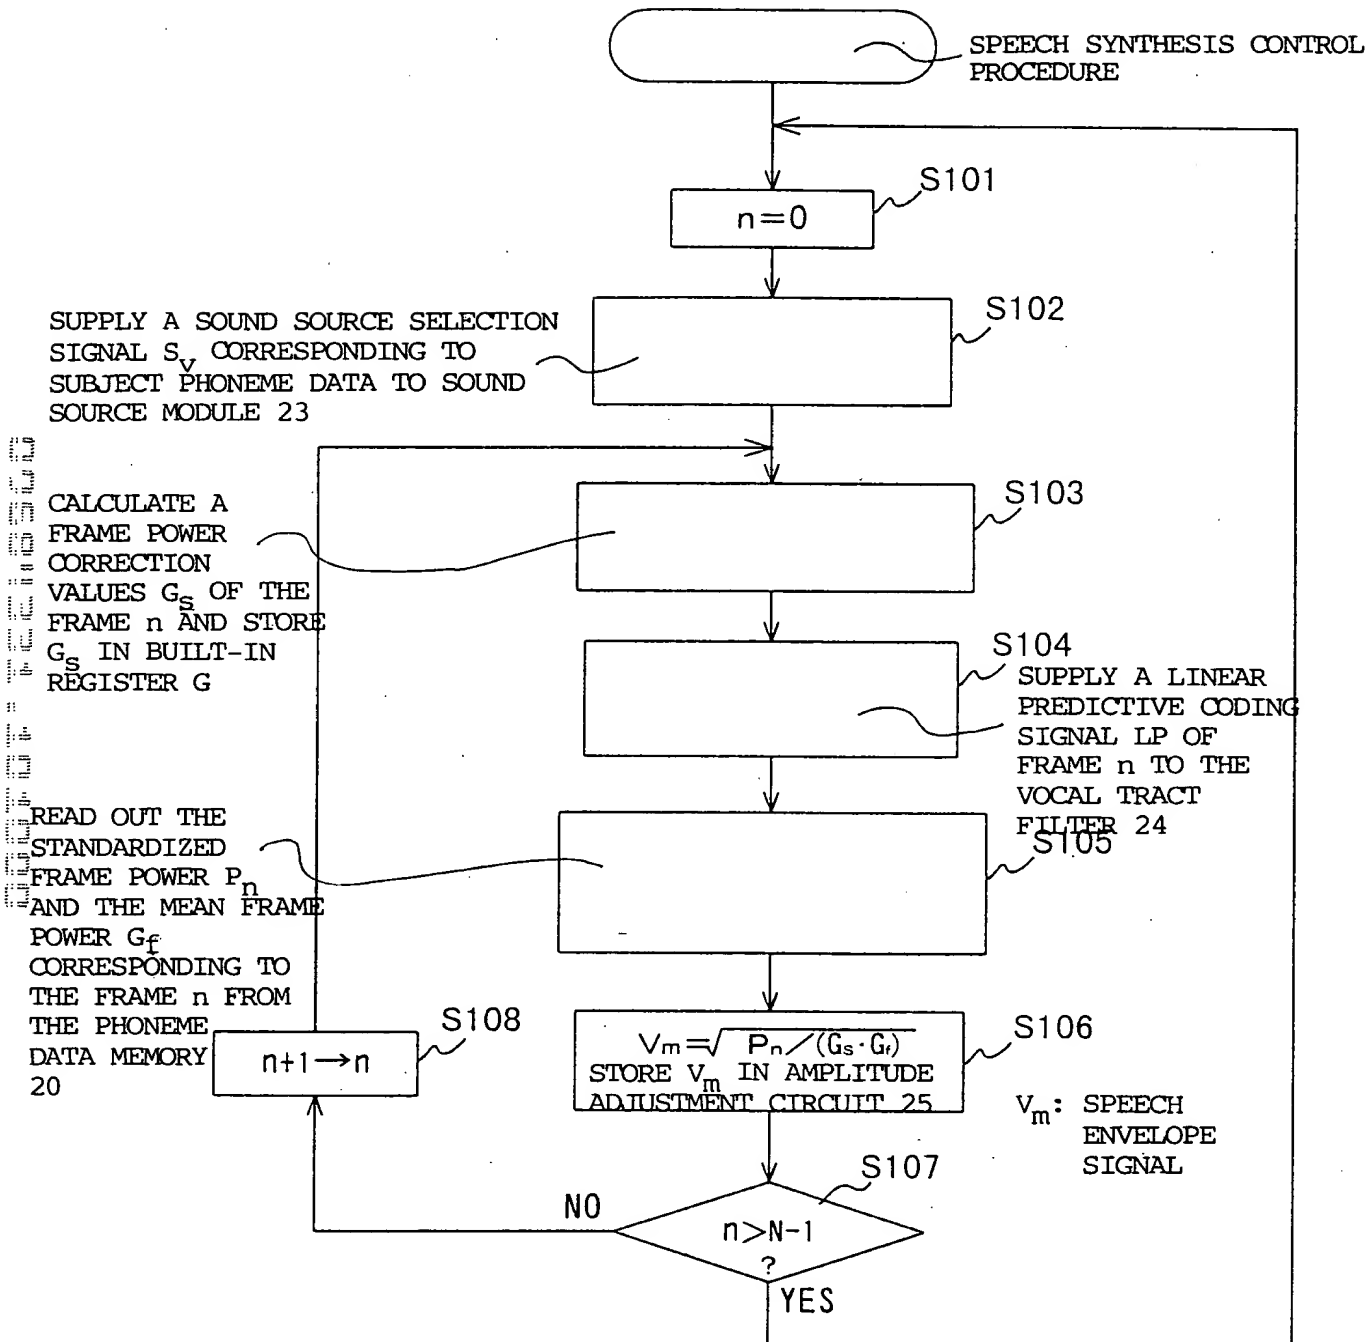 SPEECH SYNTHESIS CONTROL
PROCEDURE
S101
n=0
S102
SUPPLY A SOUND SOURCE SELECTION
SIGNAL Sv CORRESPONDING TO
SUBJECT PHONEME DATA TO SOUND
SOURCE MODULE 23
S103
CALCULATE A
FRAME POWER
CORRECTION
VALUES Gs OF THE
FRAME n AND STORE
Gs IN BUILT-IN
REGISTER G
S104
SUPPLY A LINEAR
PREDICTIVE CODING
SIGNAL LP OF
FRAME n TO THE
VOCAL TRACT
FILTER 24
S105
READ OUT THE
STANDARDIZED
FRAME POWER Pn
AND THE MEAN FRAME
POWER Gf
CORRESPONDING TO
THE FRAME n FROM
THE PHONEME
DATA MEMORY
20
S106
Vm=√Pn/(Gs·Gf)
STORE Vm IN AMPLITUDE
ADJUSTMENT CIRCUIT 25
Vm: SPEECH
ENVELOPE
SIGNAL
S108
n+1→n
S107
NO
n>N-1
?
YES